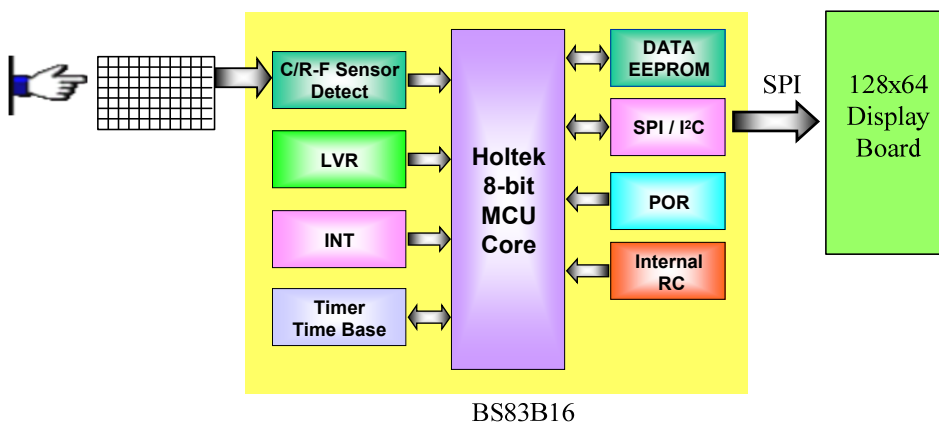 C/R-F Sensor
Detect
LVR
INT
Timer
Time Base
Holtek
8-bit
MCU
Core
DATA
EEPROM
SPI / I²C
POR
Internal
RC
SPI
128x64
Display
Board
BS83B16